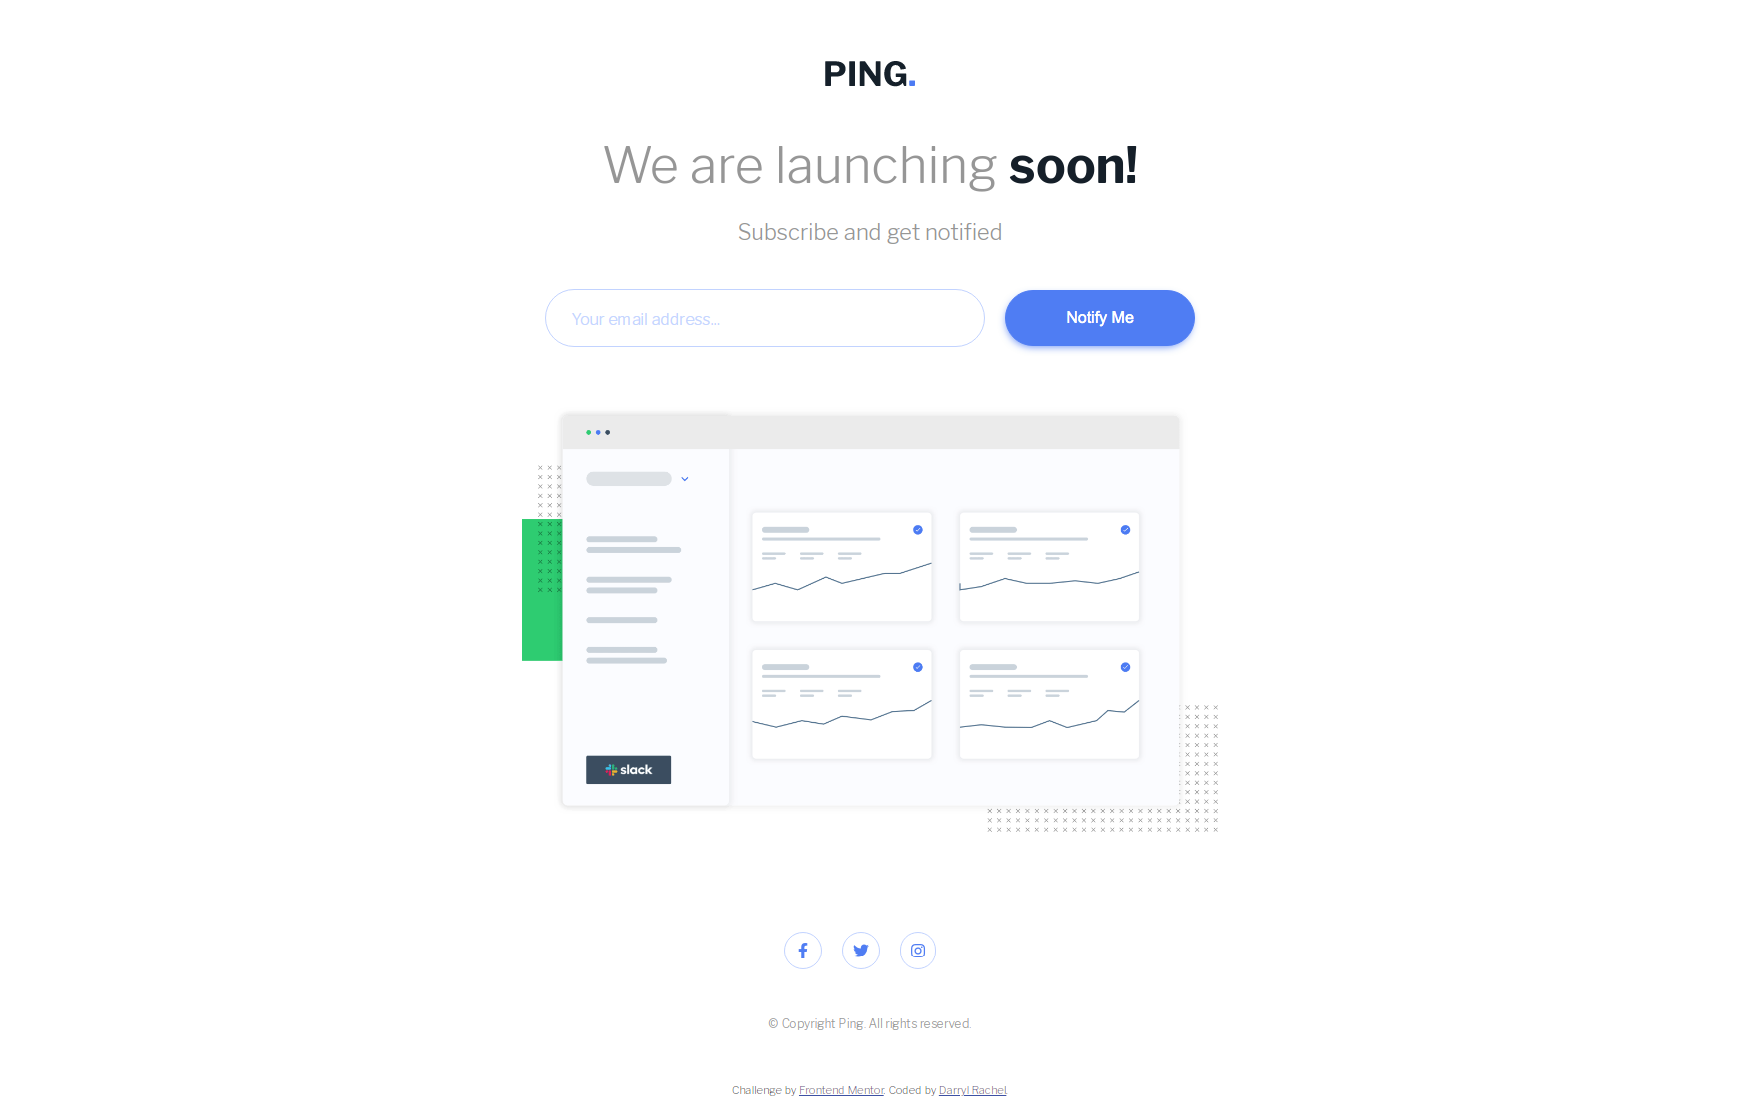 PING.
We are launching soon!
Subscribe and get notified
Your email address...
Notify Me
slack
© Copyright Ping. All rights reserved.
Challenge by Frontend Mentor. Coded by Darryl Rachel.